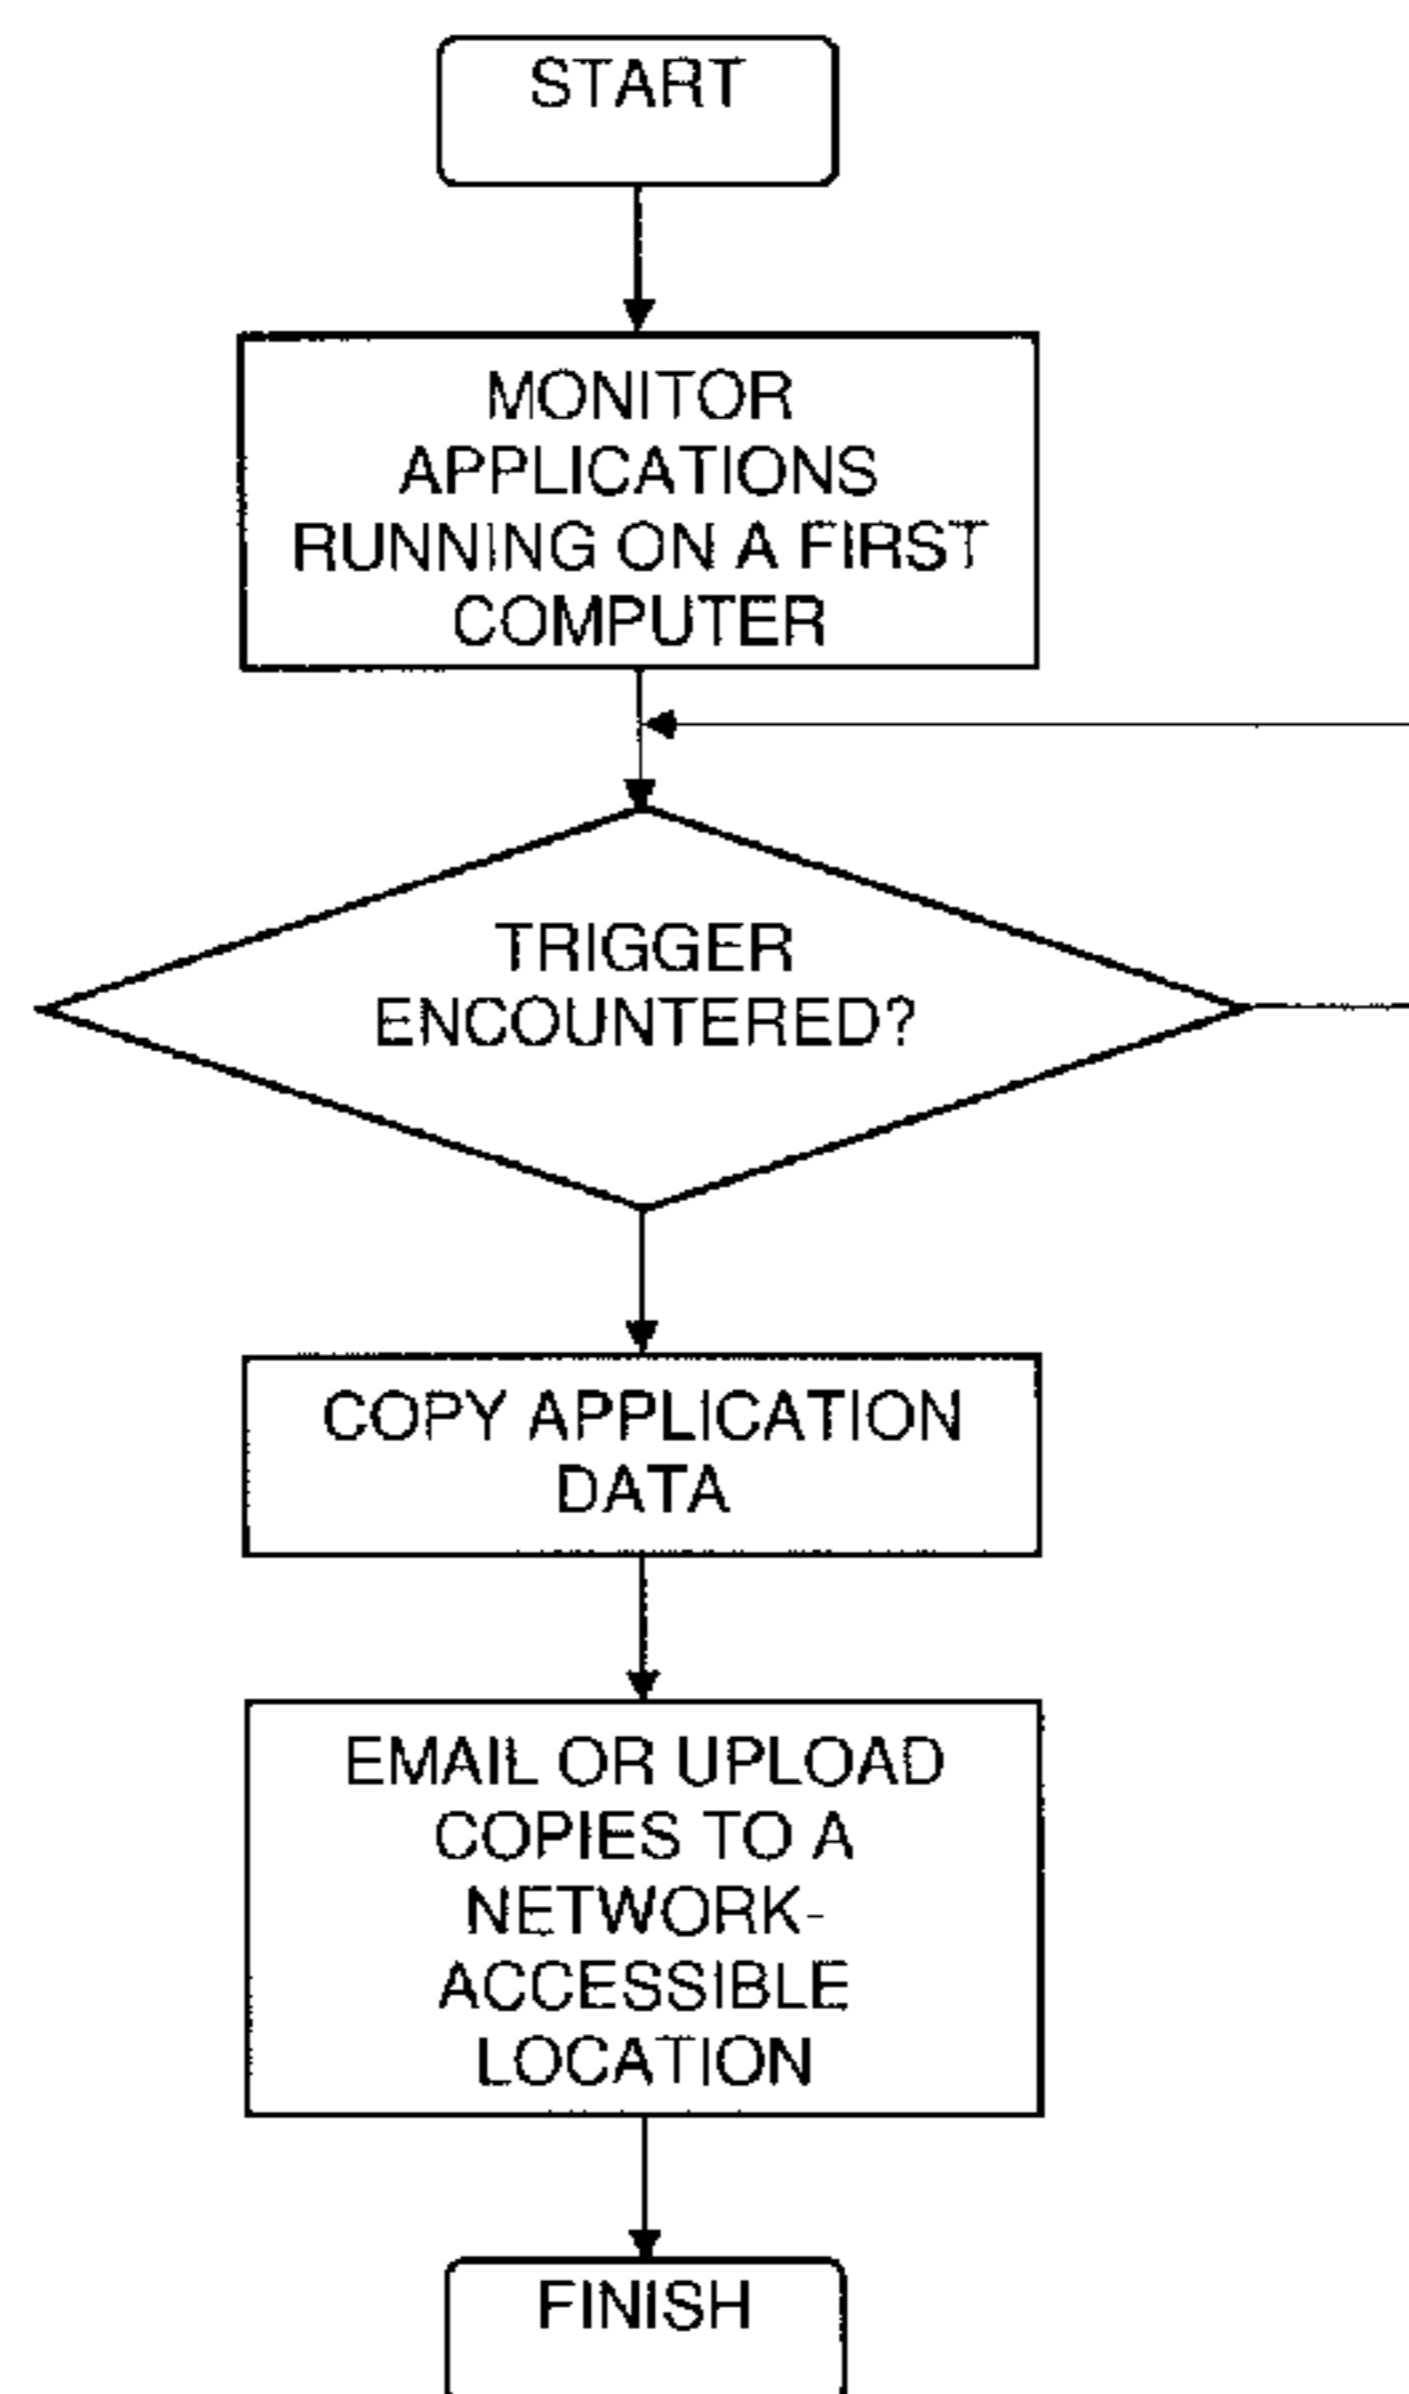 START
MONITOR
APPLICATIONS
RUNNING ON A FIRST
COMPUTER
TRIGGER
ENCOUNTERED?
COPY APPLICATION
DATA
EMAIL OR UPLOAD
COPIES TO A
NETWORK-
ACCESSIBLE
LOCATION
FINISH